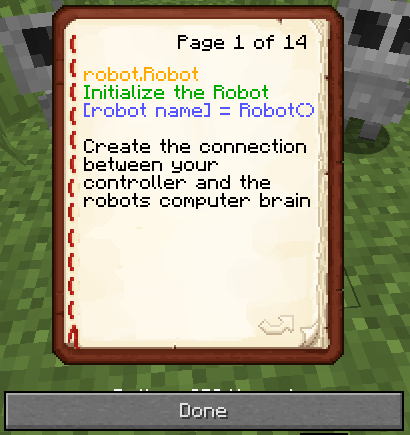 Page 1 of 14
robot.Robot
Initialize the Robot
[robot name] = Robot()
Create the connection
between your
controller and the
robots computer brain
Done